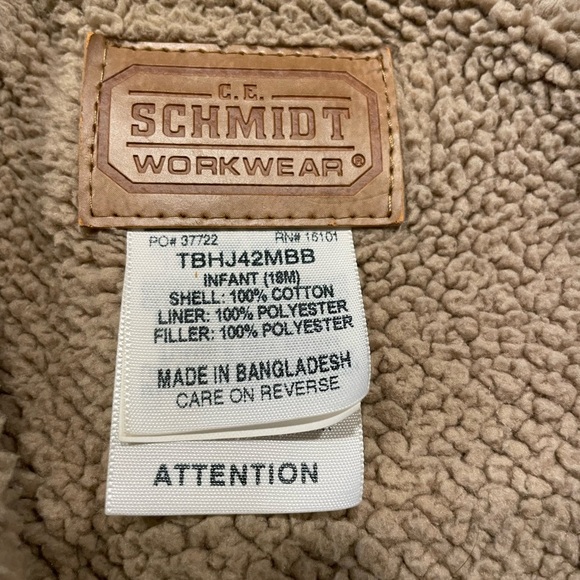 C.E.
SCHMIDT
WORKWEAR®
PO# 37722 RN# 16101
TBHJ42MBB
INFANT (18M)
SHELL: 100% COTTON
LINER: 100% POLYESTER
FILLER: 100% POLYESTER
MADE IN BANGLADESH
CARE ON REVERSE
ATTENTION